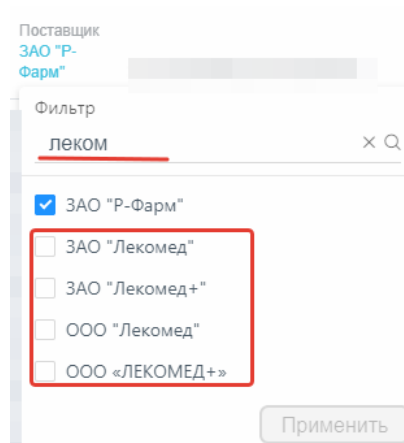 Поставщик
ЗАО "Р-
Фарм"
Фильтр
леком
ЗАО "Р-Фарм"
ЗАО "Лекомед"
ЗАО "Лекомед+"
ООО "Лекомед"
ООО «ЛЕКОМЕД+»
Применить